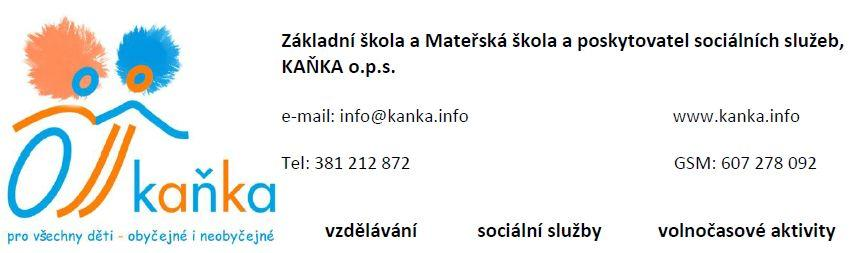 Základní škola a Mateřská škola a poskytovatel sociálních služeb,
KAŇKA o.p.s.
e-mail: info@kanka.info www.kanka.info
Tel: 381 212 872 GSM: 607 278 092
kaňka
pro všechny děti - obyčejné i neobyčejné
vzdělávání sociální služby volnočasové aktivity